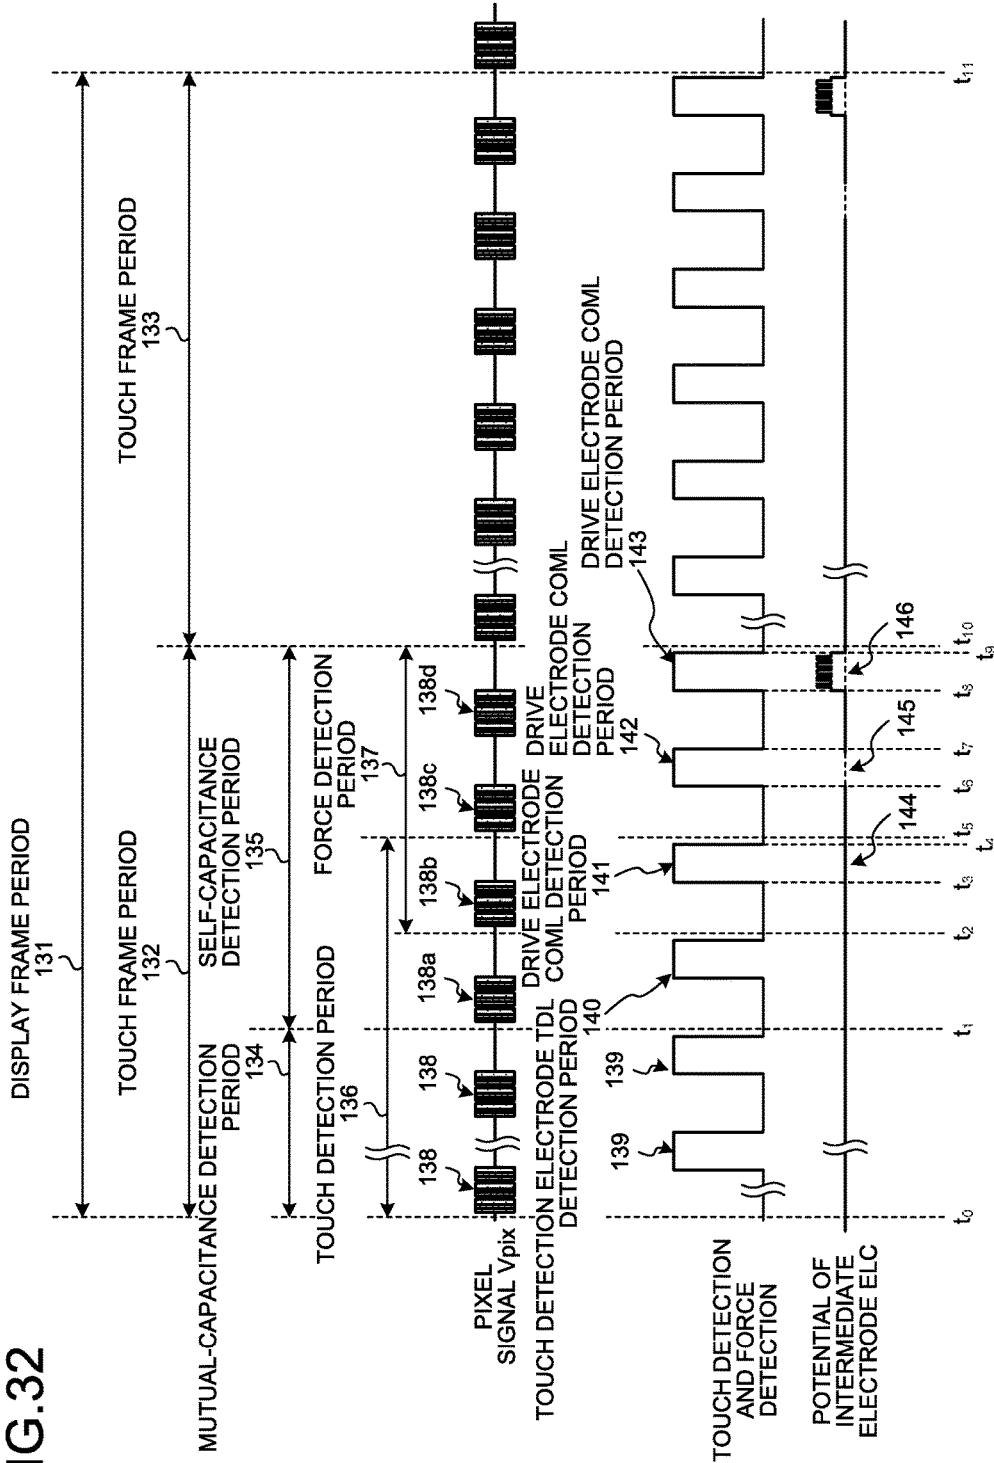 IG.32
DISPLAY FRAME PERIOD
131
TOUCH FRAME PERIOD
132
TOUCH FRAME PERIOD
133
MUTUAL-CAPACITANCE DETECTION
PERIOD
134
SELF-CAPACITANCE
DETECTION PERIOD
135
TOUCH DETECTION PERIOD
136
FORCE DETECTION
PERIOD
137
138
138
138a
138b
138c
138d
PIXEL
SIGNAL Vpix
TOUCH DETECTION ELECTRODE TDL
DETECTION PERIOD
140
DRIVE ELECTRODE
COML DETECTION
PERIOD
141
DRIVE
ELECTRODE COML
DETECTION
PERIOD
142
DRIVE ELECTRODE COML
DETECTION PERIOD
143
139
139
TOUCH DETECTION
AND FORCE
DETECTION
POTENTIAL OF
INTERMEDIATE
ELECTRODE ELC
144
145
146
t0
t1
t2
t3
t4
t5
t6
t7
t8
t9
t10
t11